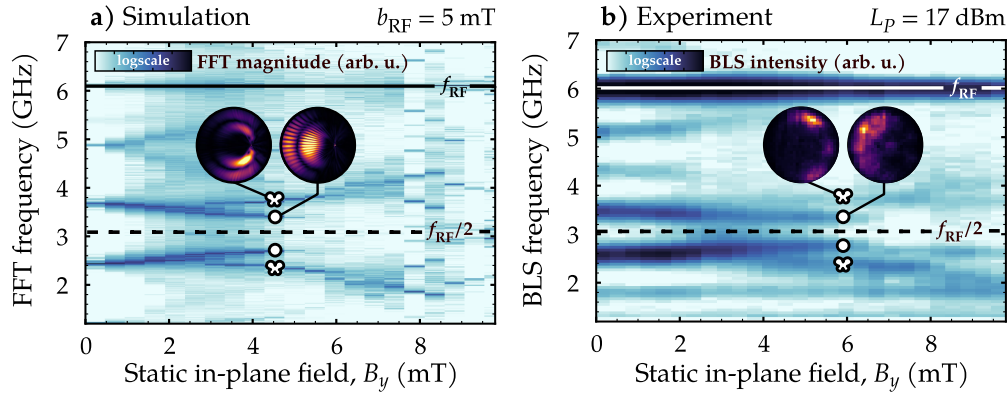 a) Simulation
b_RF = 5 mT
logscale
FFT magnitude (arb. u.)
f_RF
f_RF/2
7
6
5
4
3
2
FFT frequency (GHz)
0
2
4
6
8
Static in-plane field, B_y (mT)
b) Experiment
L_P = 17 dBm
logscale
BLS intensity (arb. u.)
f_RF
f_RF/2
7
6
5
4
3
2
BLS frequency (GHz)
0
2
4
6
8
Static in-plane field, B_y (mT)